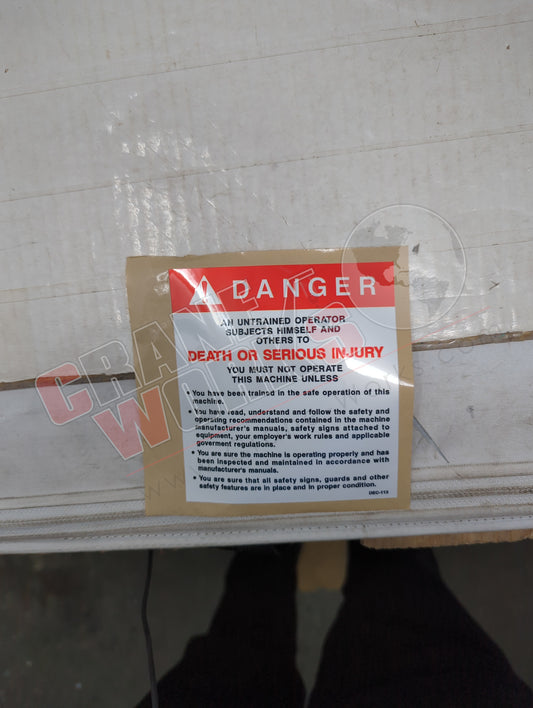 DANGER
AN UNTRAINED OPERATOR
SUBJECTS HIMSELF AND
OTHERS TO
DEATH OR SERIOUS INJURY
YOU MUST NOT OPERATE
THIS MACHINE UNLESS
• You have been trained in the safe operation of this
machine.
• You have read, understand and follow the safety and
operating recommendations contained in the machine
manufacturer's manuals, safety signs attached to
equipment, your employer's work rules and applicable
goverment regulations.
• You are sure the machine is operating properly and has
been inspected and maintained in accordance with
manufacturer's manuals.
• You are sure that all safety signs, guards and other
safety features are in place and in proper condition.
CRANE
WORKS